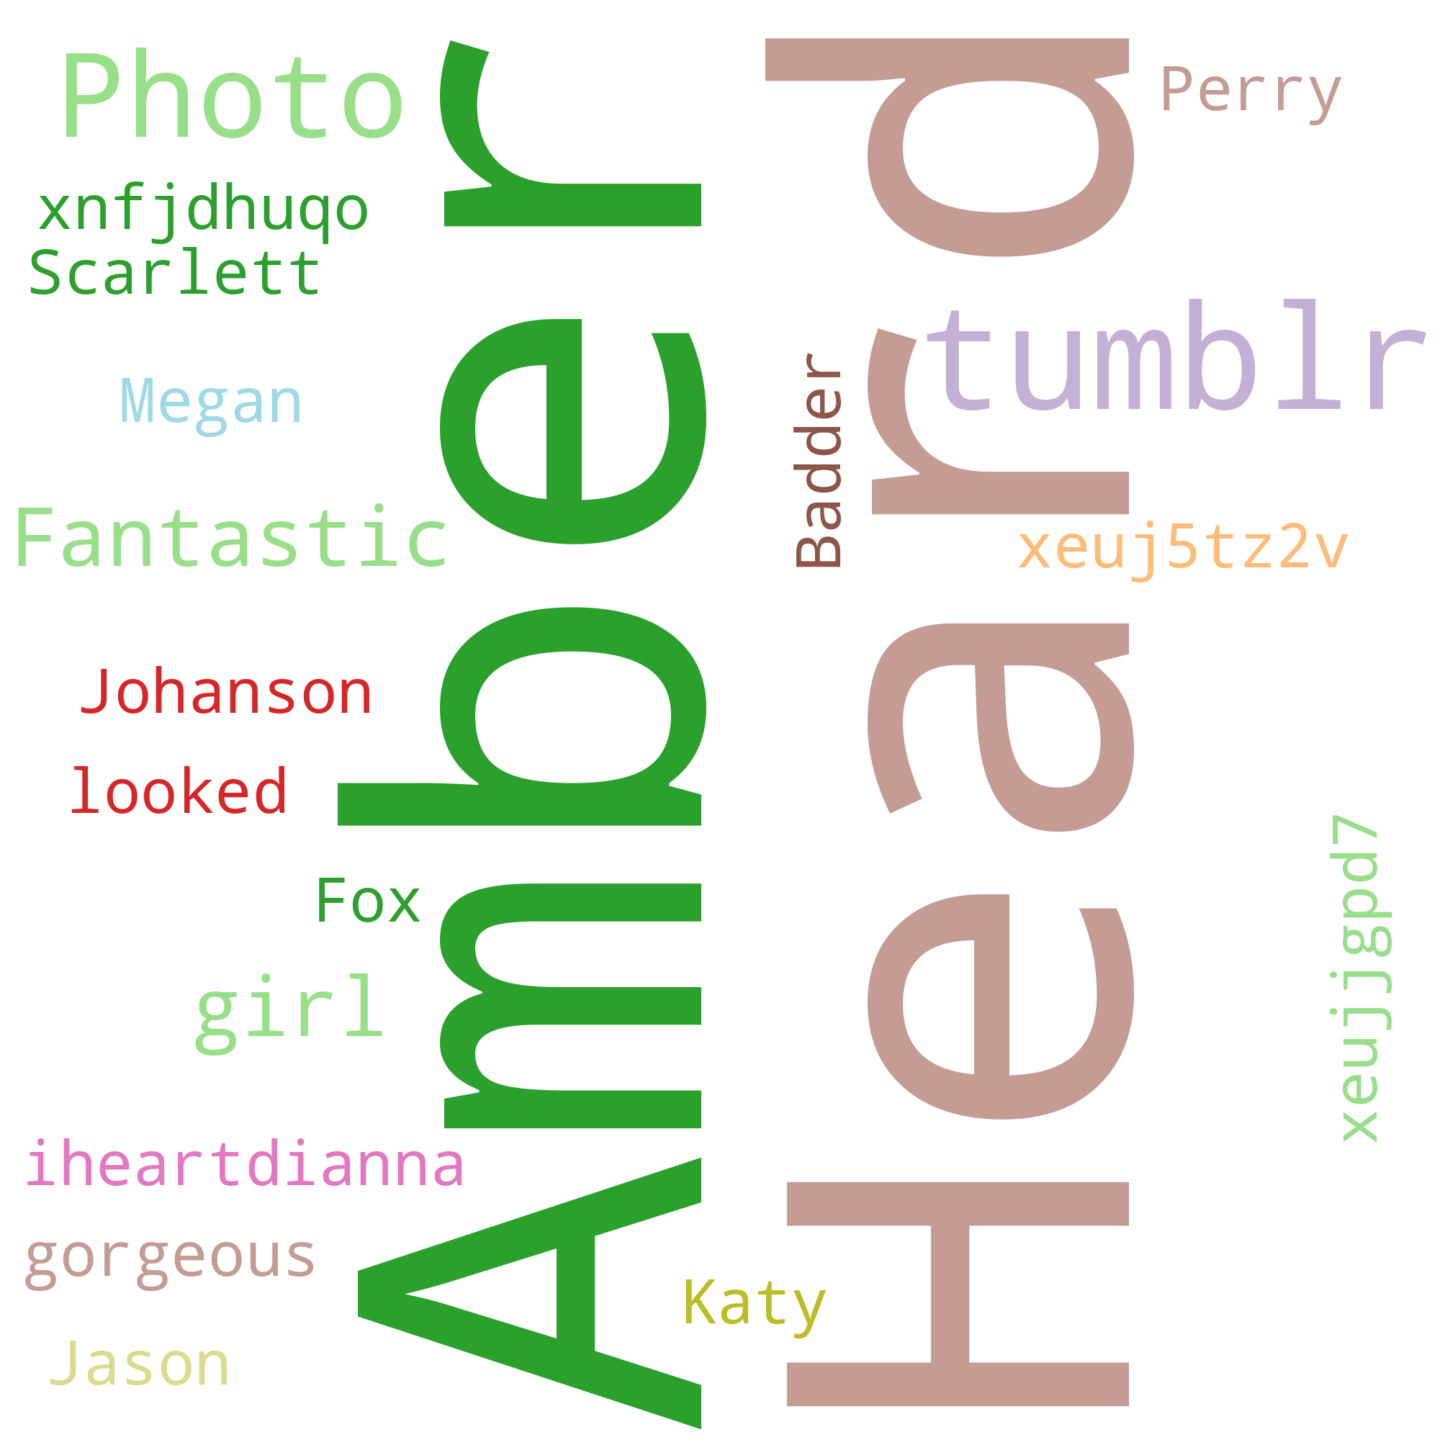 Photo
xnfjdhuqo
Scarlett
Megan
Fantastic
Johanson
looked
Fox
girl
iheartdianna
gorgeous
Jason
Amber
Heard
Katy
Badder
Perry
tumblr
xeuj5tz2v
xeujjgpd7